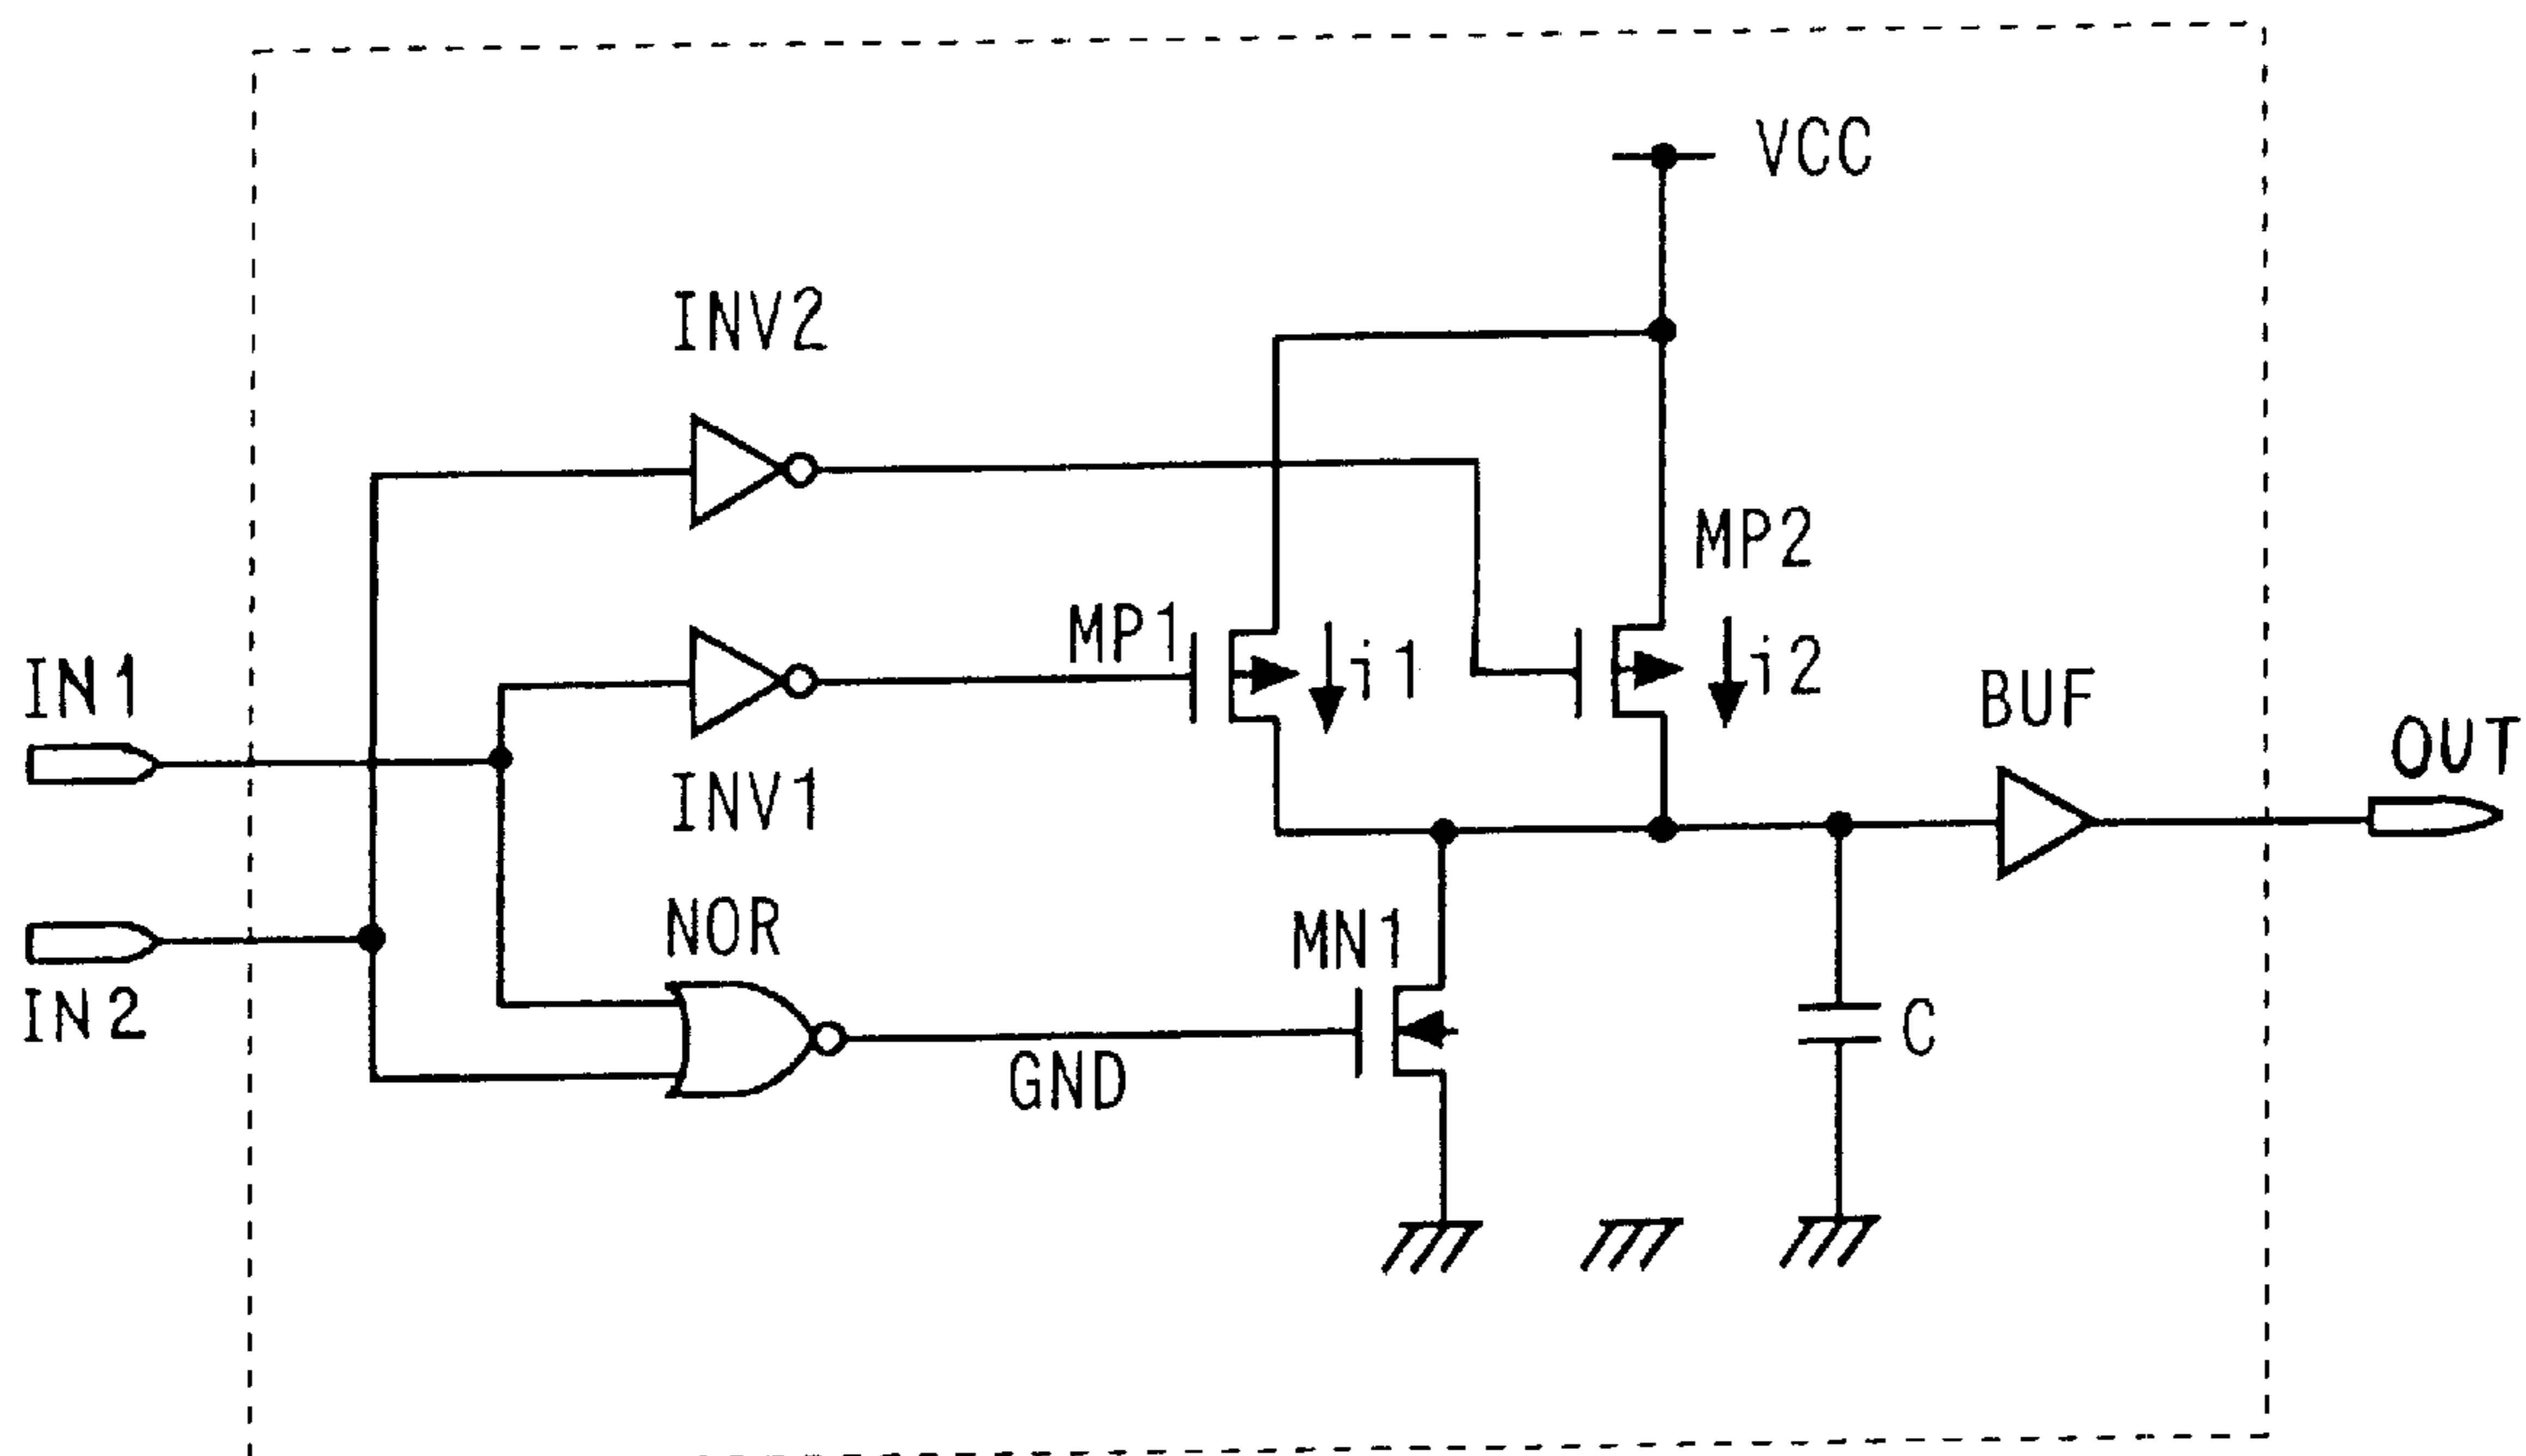 VCC
INV2
MP2
MP1
i1
i2
IN1
BUF
OUT
INV1
NOR
MN1
IN2
GND
C